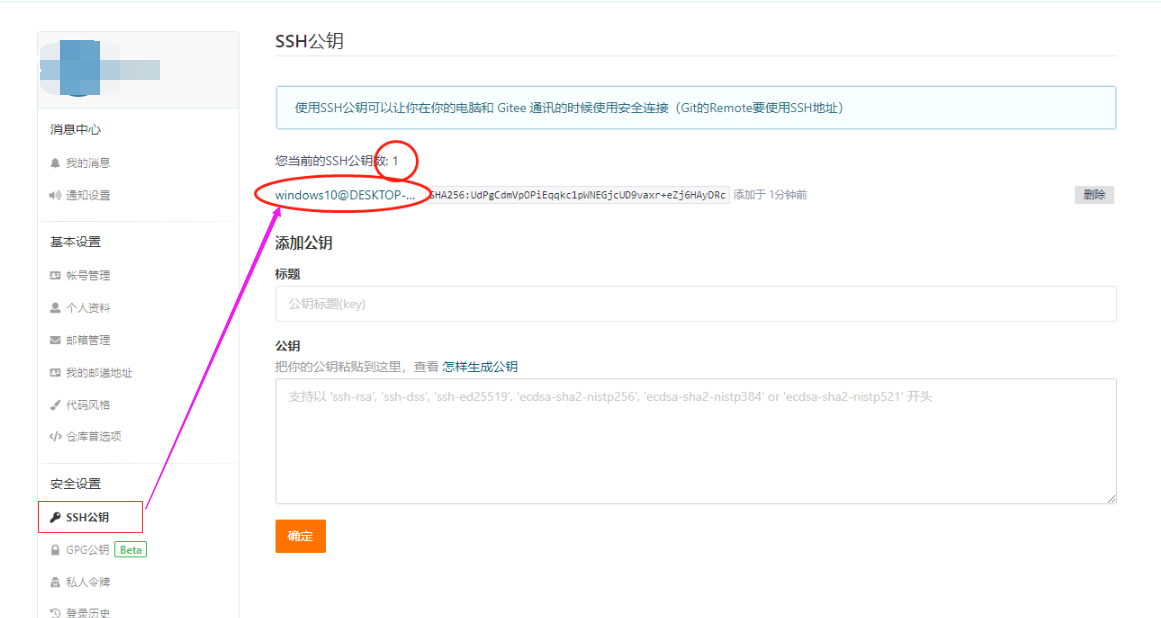 消息中心
我的消息
通知设置
基本设置
帐号管理
个人资料
邮箱管理
我的邮递地址
代码风格
仓库首选项
安全设置
SSH公钥
GPG公钥 Beta
私人令牌
登录历史
SSH公钥
使用SSH公钥可以让你在你的电脑和 Gitee 通讯的时候使用安全连接（Git的Remote要使用SSH地址）
您当前的SSH公钥数: 1
windows10@DESKTOP-... SHA256:UdPgCdmVpOPiEqqkc1pWNEGjcUD9vaxr+eZj6HAyDRc 添加于 1分钟前 删除
添加公钥
标题
公钥标题(key)
公钥
把你的公钥粘贴到这里，查看 怎样生成公钥
支持以 'ssh-rsa', 'ssh-dss', 'ssh-ed25519', 'ecdsa-sha2-nistp256', 'ecdsa-sha2-nistp384' or 'ecdsa-sha2-nistp521' 开头
确定